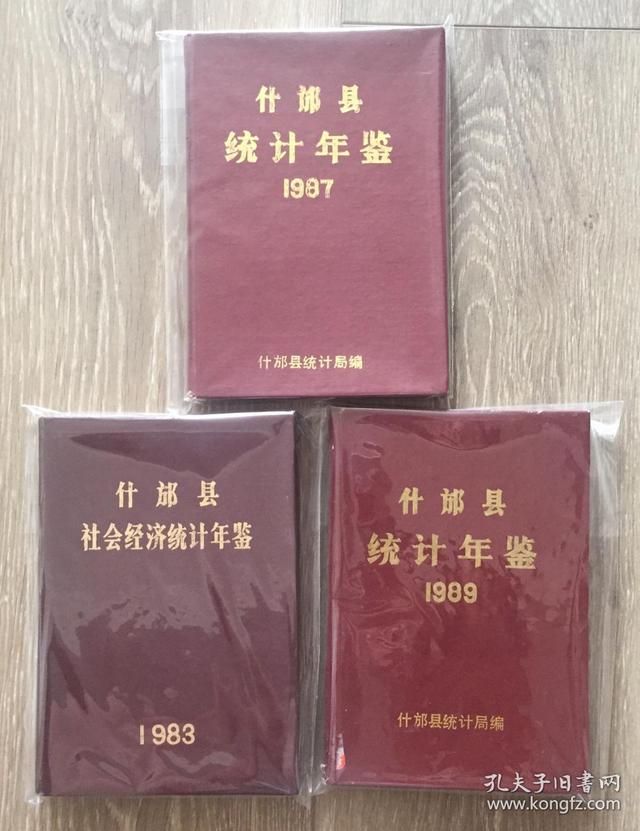 什邡县
统计年鉴
1987
什邡县统计局编
什邡县
社会经济统计年鉴
1983
什邡县
统计年鉴
1989
什邡县统计局编
孔夫子旧书网
www.kongfz.com